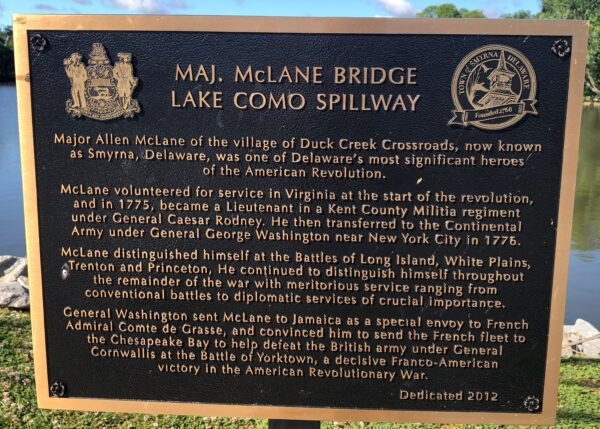 MAJ. McLANE BRIDGE
LAKE COMO SPILLWAY
TOWN of SMYRNA, DELAWARE
Founded 1768
Major Allen McLane of the village of Duck Creek Crossroads, now known
as Smyrna, Delaware, was one of Delaware's most significant heroes
of the American Revolution.
McLane volunteered for service in Virginia at the start of the revolution,
and in 1775, became a Lieutenant in a Kent County Militia regiment
under General Caesar Rodney. He then transferred to the Continental
Army under General George Washington near New York City in 1776.
McLane distinguished himself at the Battles of Long Island, White Plains,
Trenton and Princeton, He continued to distinguish himself throughout
the remainder of the war with meritorious service ranging from
conventional battles to diplomatic services of crucial importance.
General Washington sent McLane to Jamaica as a special envoy to French
Admiral Comte de Grasse, and convinced him to send the French fleet to
the Chesapeake Bay to help defeat the British army under General
Cornwallis at the Battle of Yorktown, a decisive Franco-American
victory in the American Revolutionary War.
Dedicated 2012